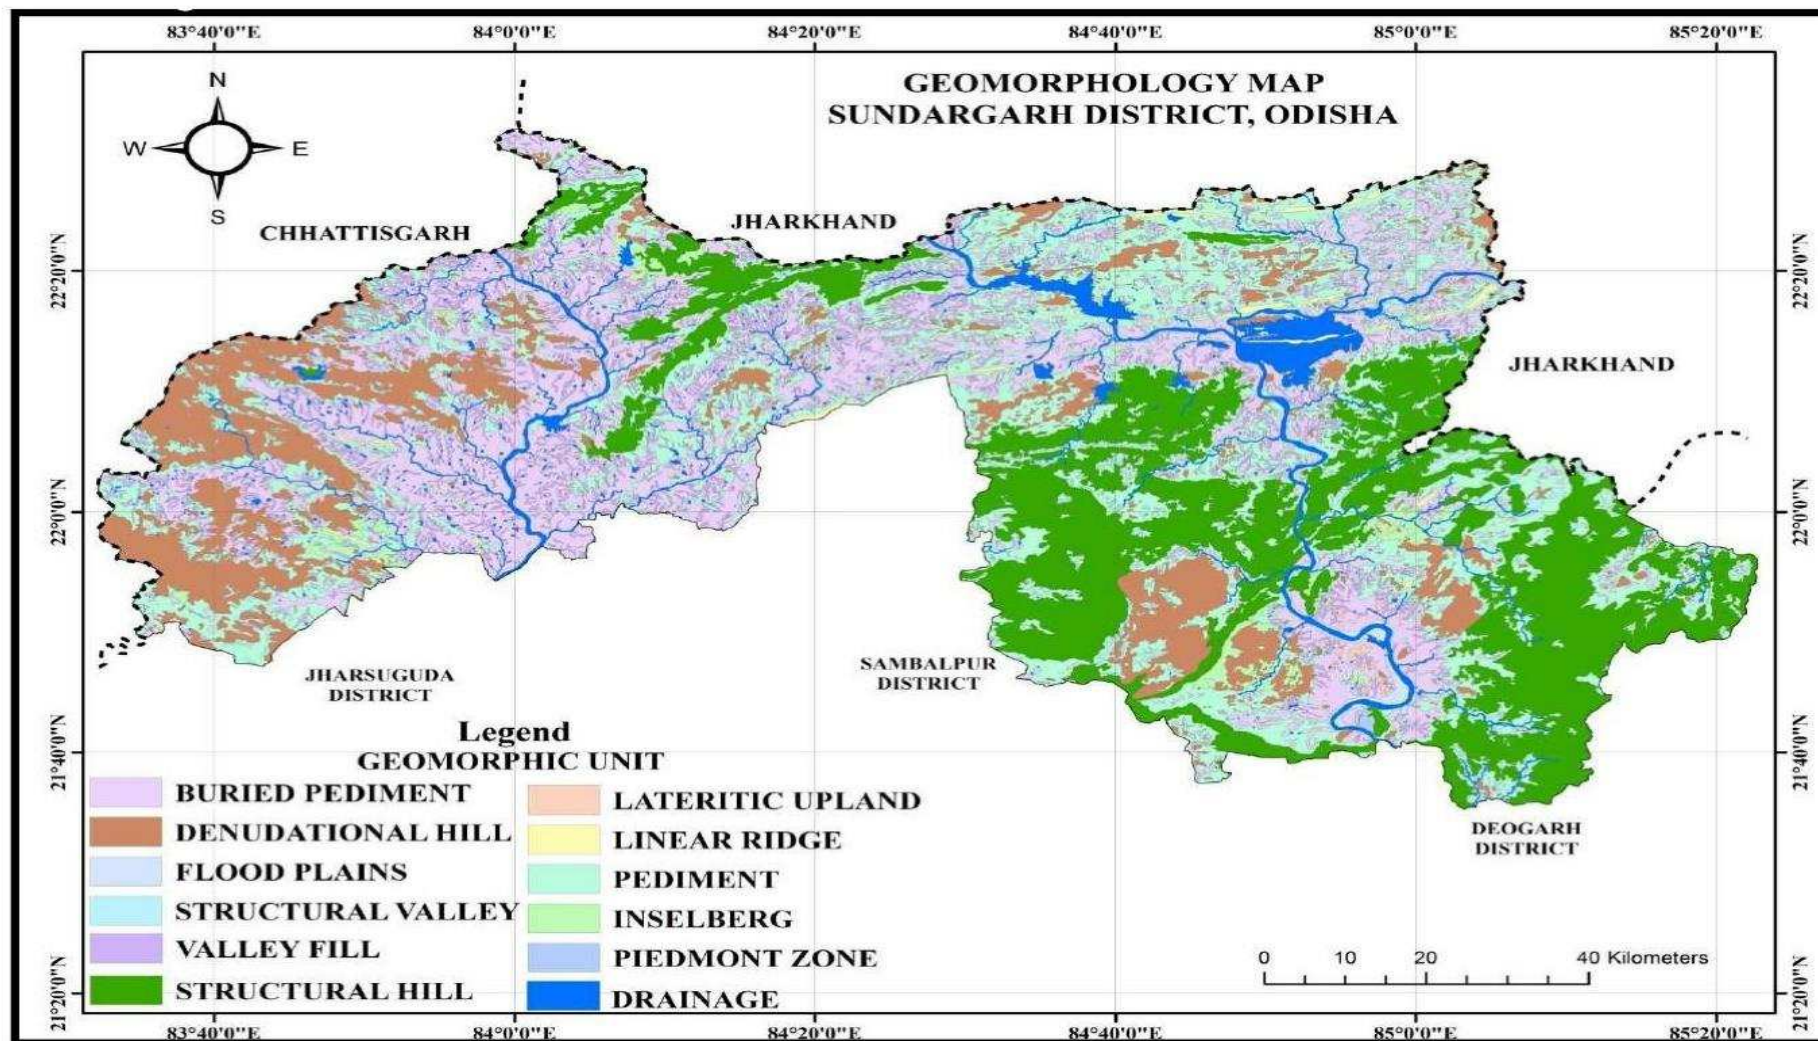 83°40'0"E 84°0'0"E 84°20'0"E 84°40'0"E 85°0'0"E 85°20'0"E
GEOMORPHOLOGY MAP
SUNDARGARH DISTRICT, ODISHA
N
W E
S
CHHATTISGARH
JHARKHAND
JHARKHAND
22°20'0"N 22°20'0"N
22°0'0"N 22°0'0"N
21°40'0"N 21°40'0"N
21°20'0"N 21°20'0"N
JHARSUGUDA
DISTRICT
SAMBALPUR
DISTRICT
DEOGARH
DISTRICT
Legend
GEOMORPHIC UNIT
BURIED PEDIMENT
DENUDATIONAL HILL
FLOOD PLAINS
STRUCTURAL VALLEY
VALLEY FILL
STRUCTURAL HILL
LATERITIC UPLAND
LINEAR RIDGE
PEDIMENT
INSELBERG
PIEDMONT ZONE
DRAINAGE
0 10 20 40 Kilometers
83°40'0"E 84°0'0"E 84°20'0"E 84°40'0"E 85°0'0"E 85°20'0"E